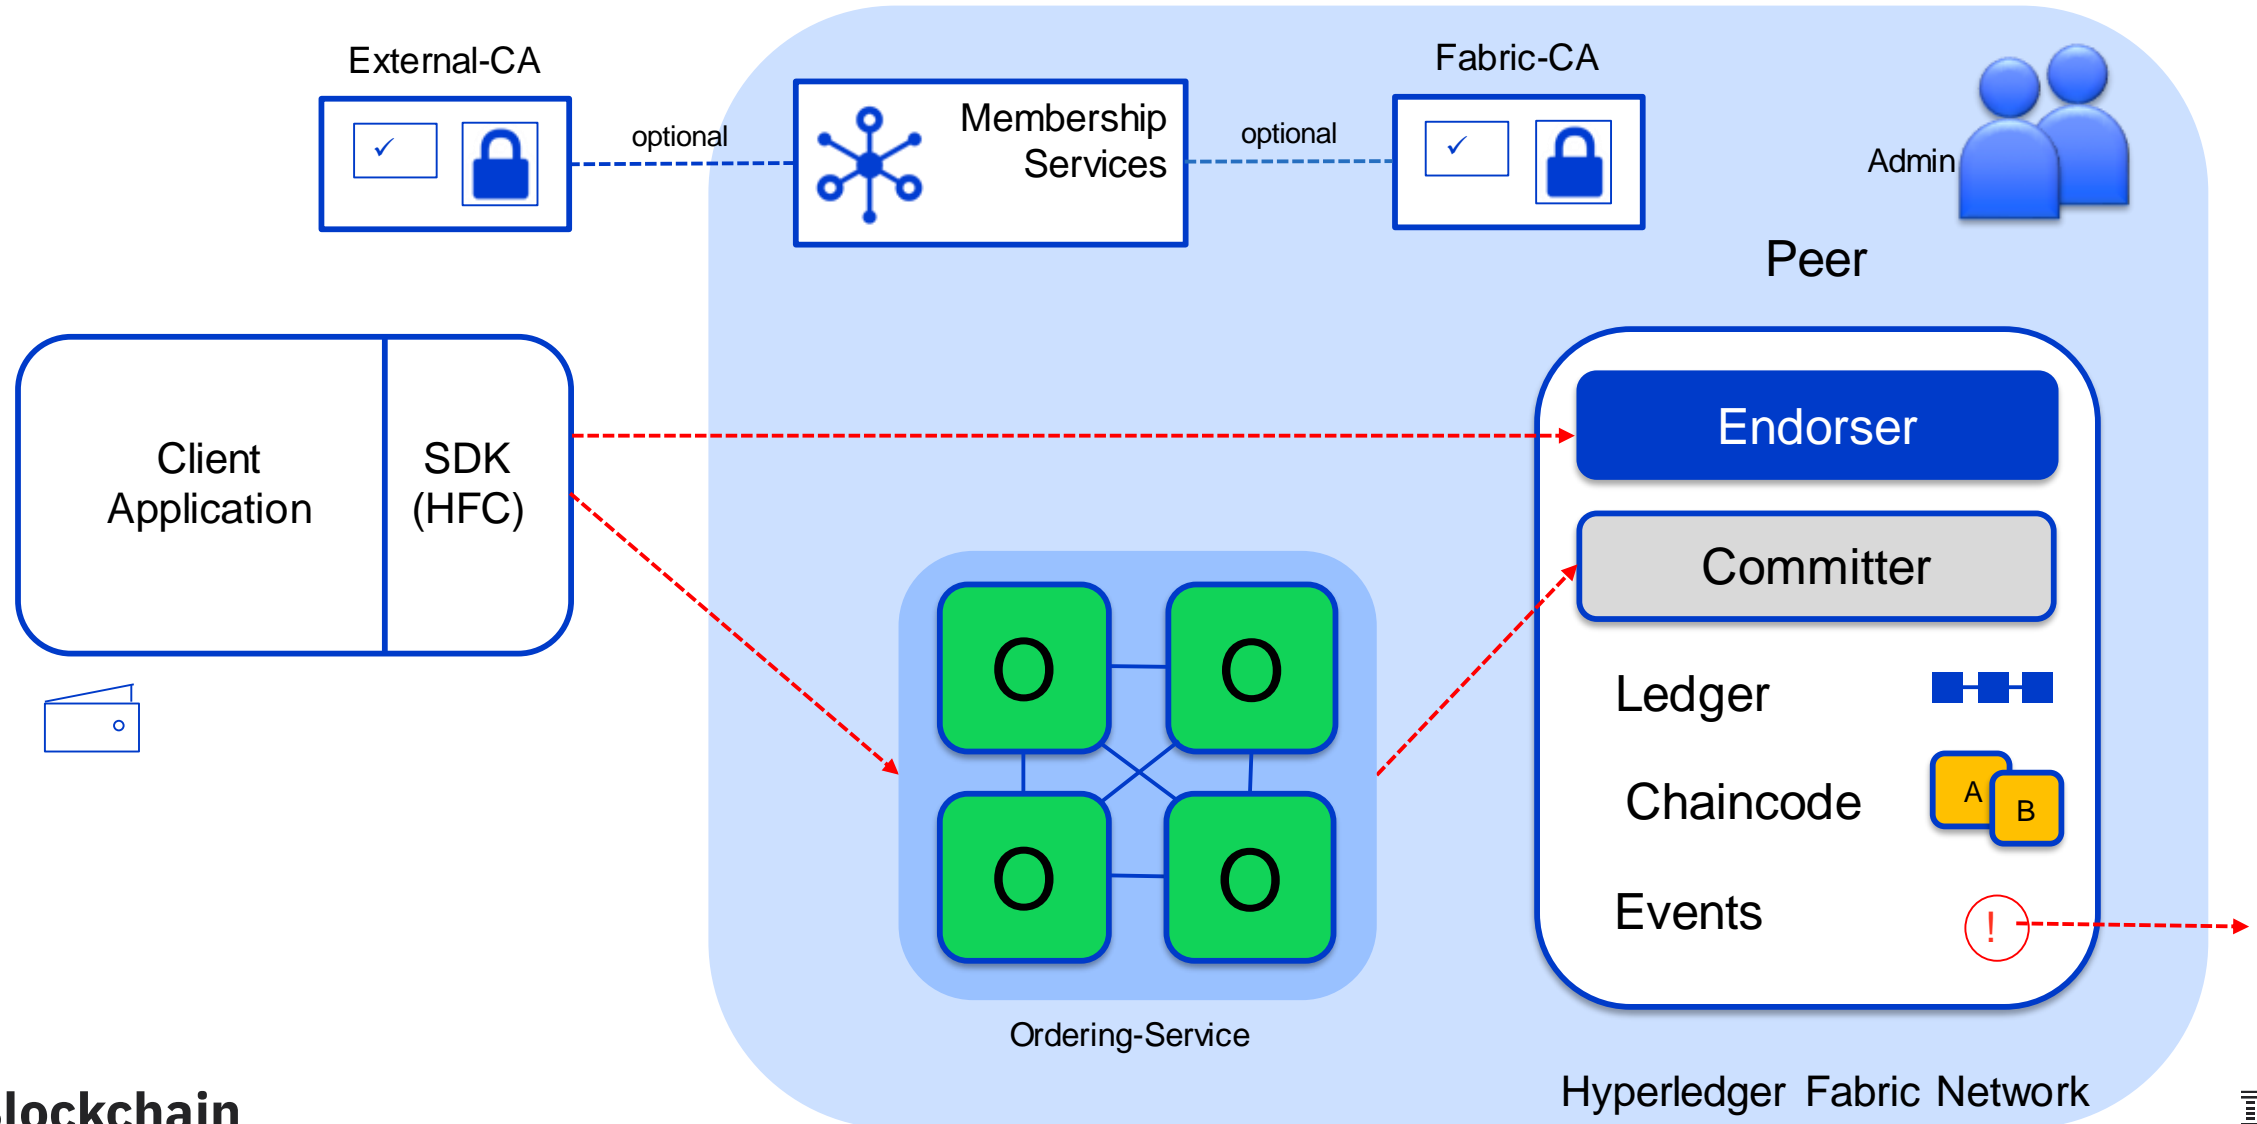 External-CA
optional
Membership
Services
optional
Fabric-CA
Admin
Peer
Client
Application
SDK
(HFC)
Endorser
Committer
Ledger
Chaincode
A
B
Events
!
O
O
O
O
Ordering-Service
Hyperledger Fabric Network